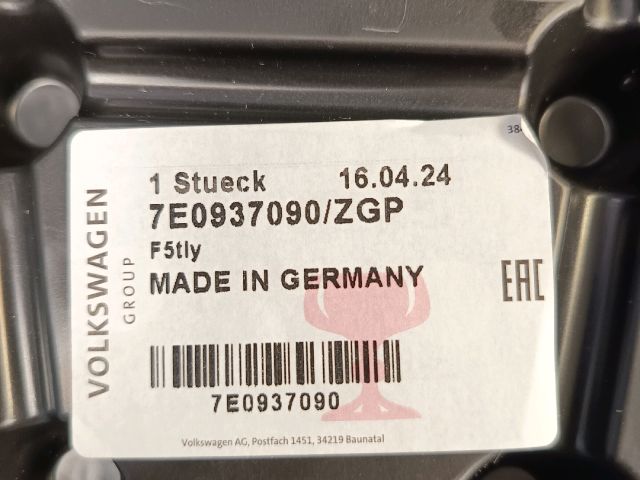 38
1 Stueck 16.04.24
7E0937090/ZGP
F5tly
MADE IN GERMANY
VOLKSWAGEN
GROUP
EAC
7E0937090
Volkswagen AG, Postfach 1451, 34219 Baunatal